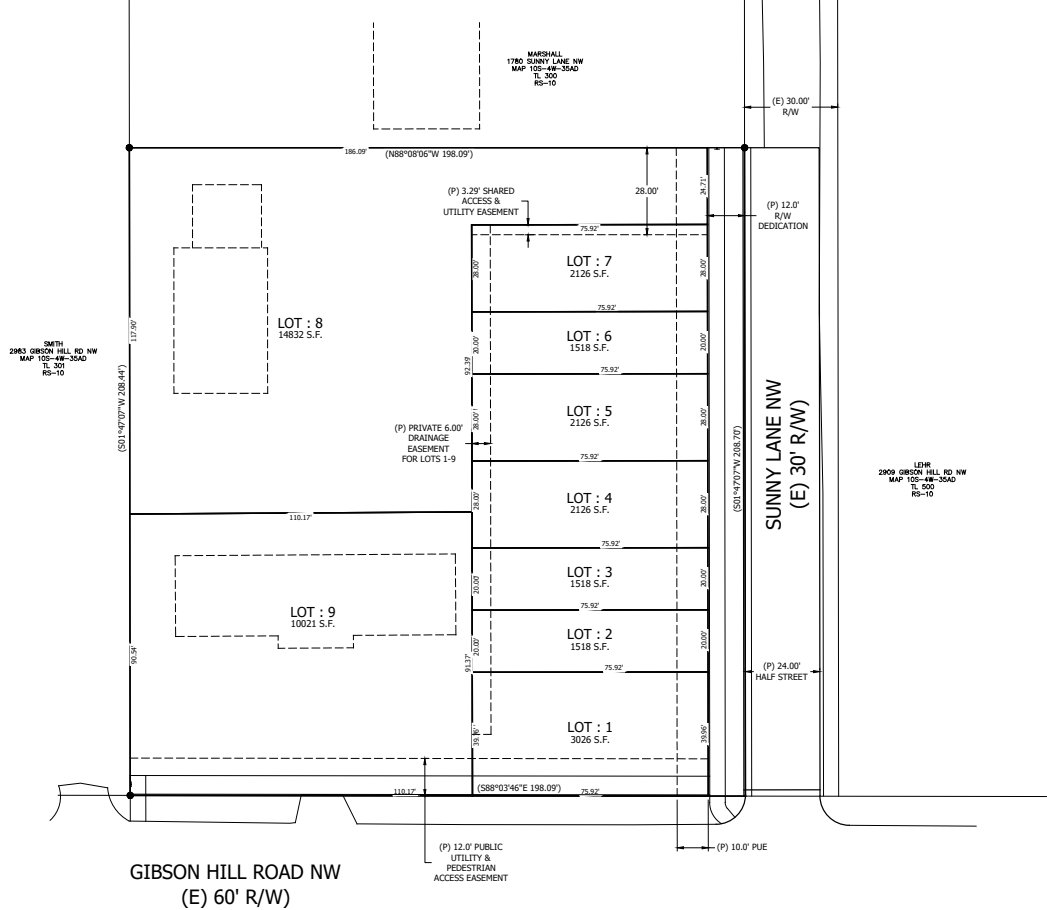 MARSHALL
1780 SUNNY LANE NW
MAP 10S-4W-35AD
TL 300
RS-10
(E) 30.00'
R/W
186.09'
(N88°08'06"W 198.09')
(P) 3.29' SHARED
ACCESS &
UTILITY EASEMENT
28.00'
24.71'
(P) 12.0'
R/W
DEDICATION
75.92'
LOT : 7
2126 S.F.
28.00'
28.00'
75.92'
LOT : 8
14832 S.F.
117.90'
LOT : 6
1518 S.F.
20.00'
20.00'
92.39'
75.92'
SMITH
2983 GIBSON HILL RD NW
MAP 10S-4W-35AD
TL 301
RS-10
(S01°47'07"W 208.44')
LOT : 5
2126 S.F.
28.00'
28.00'
(P) PRIVATE 6.00'
DRAINAGE
EASEMENT
FOR LOTS 1-9
75.92'
SUNNY LANE NW
(E) 30' R/W)
(S01°47'07"W 208.70')
LEHR
2909 GIBSON HILL RD NW
MAP 10S-4W-35AD
TL 500
RS-10
LOT : 4
2126 S.F.
28.00'
28.00'
110.17'
75.92'
LOT : 3
1518 S.F.
20.00'
20.00'
75.92'
LOT : 9
10021 S.F.
90.54'
LOT : 2
1518 S.F.
20.00'
20.00'
91.37'
75.92'
(P) 24.00'
HALF STREET
LOT : 1
3026 S.F.
39.96'
110.17'
(S88°03'46"E 198.09')
75.92'
(P) 12.0' PUBLIC
UTILITY &
PEDESTRIAN
ACCESS EASEMENT
(P) 10.0' PUE
GIBSON HILL ROAD NW
(E) 60' R/W)